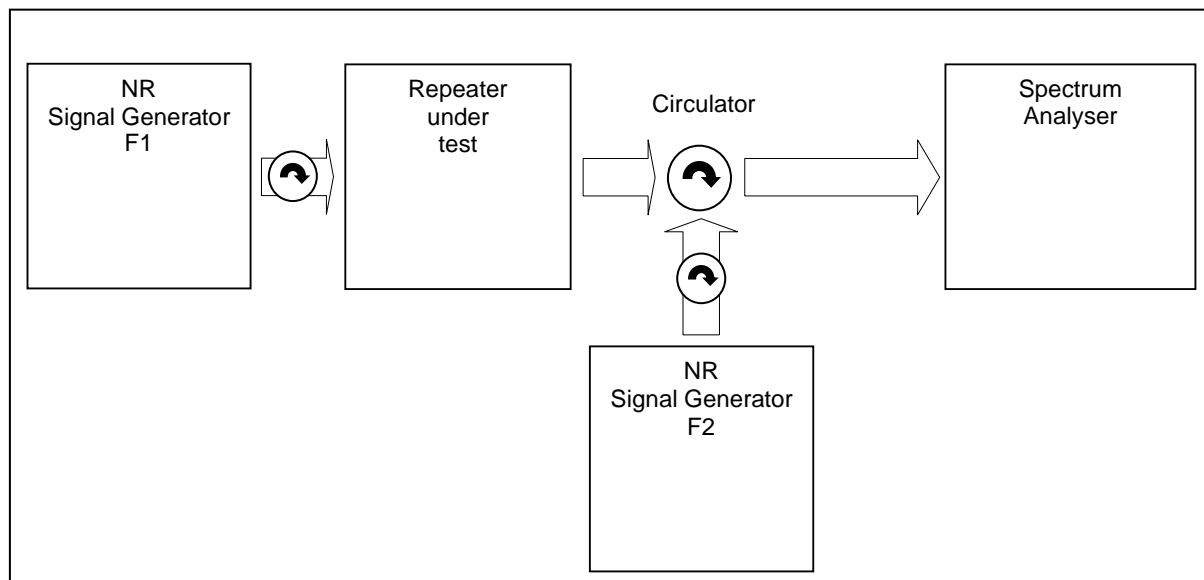 NR
Signal Generator
F1
Repeater
under
test
Circulator
Spectrum
Analyser
NR
Signal Generator
F2